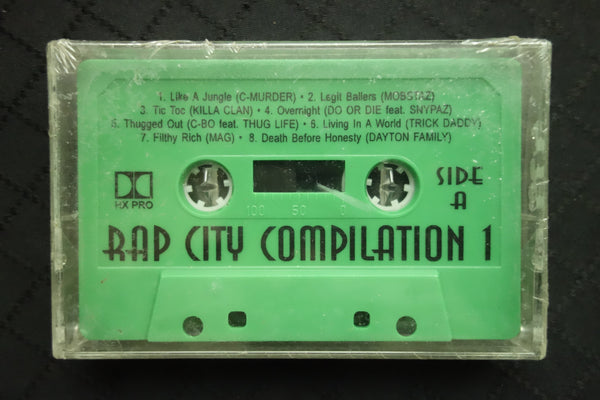 1. Like A Jungle (C-MURDER) • 2. Legit Ballers (MOBSTAZ)
3. Tic Toc (KILLA CLAN) • 4. Overnight (DO OR DIE feat. SNYPAZ)
5. Thugged Out (C-BO feat. THUG LIFE) • 6. Living In A World (TRICK DADDY)
7. Filthy Rich (MAG) • 8. Death Before Honesty (DAYTON FAMILY)
HX PRO
100 50 0
SIDE
A
RAP CITY COMPILATION 1